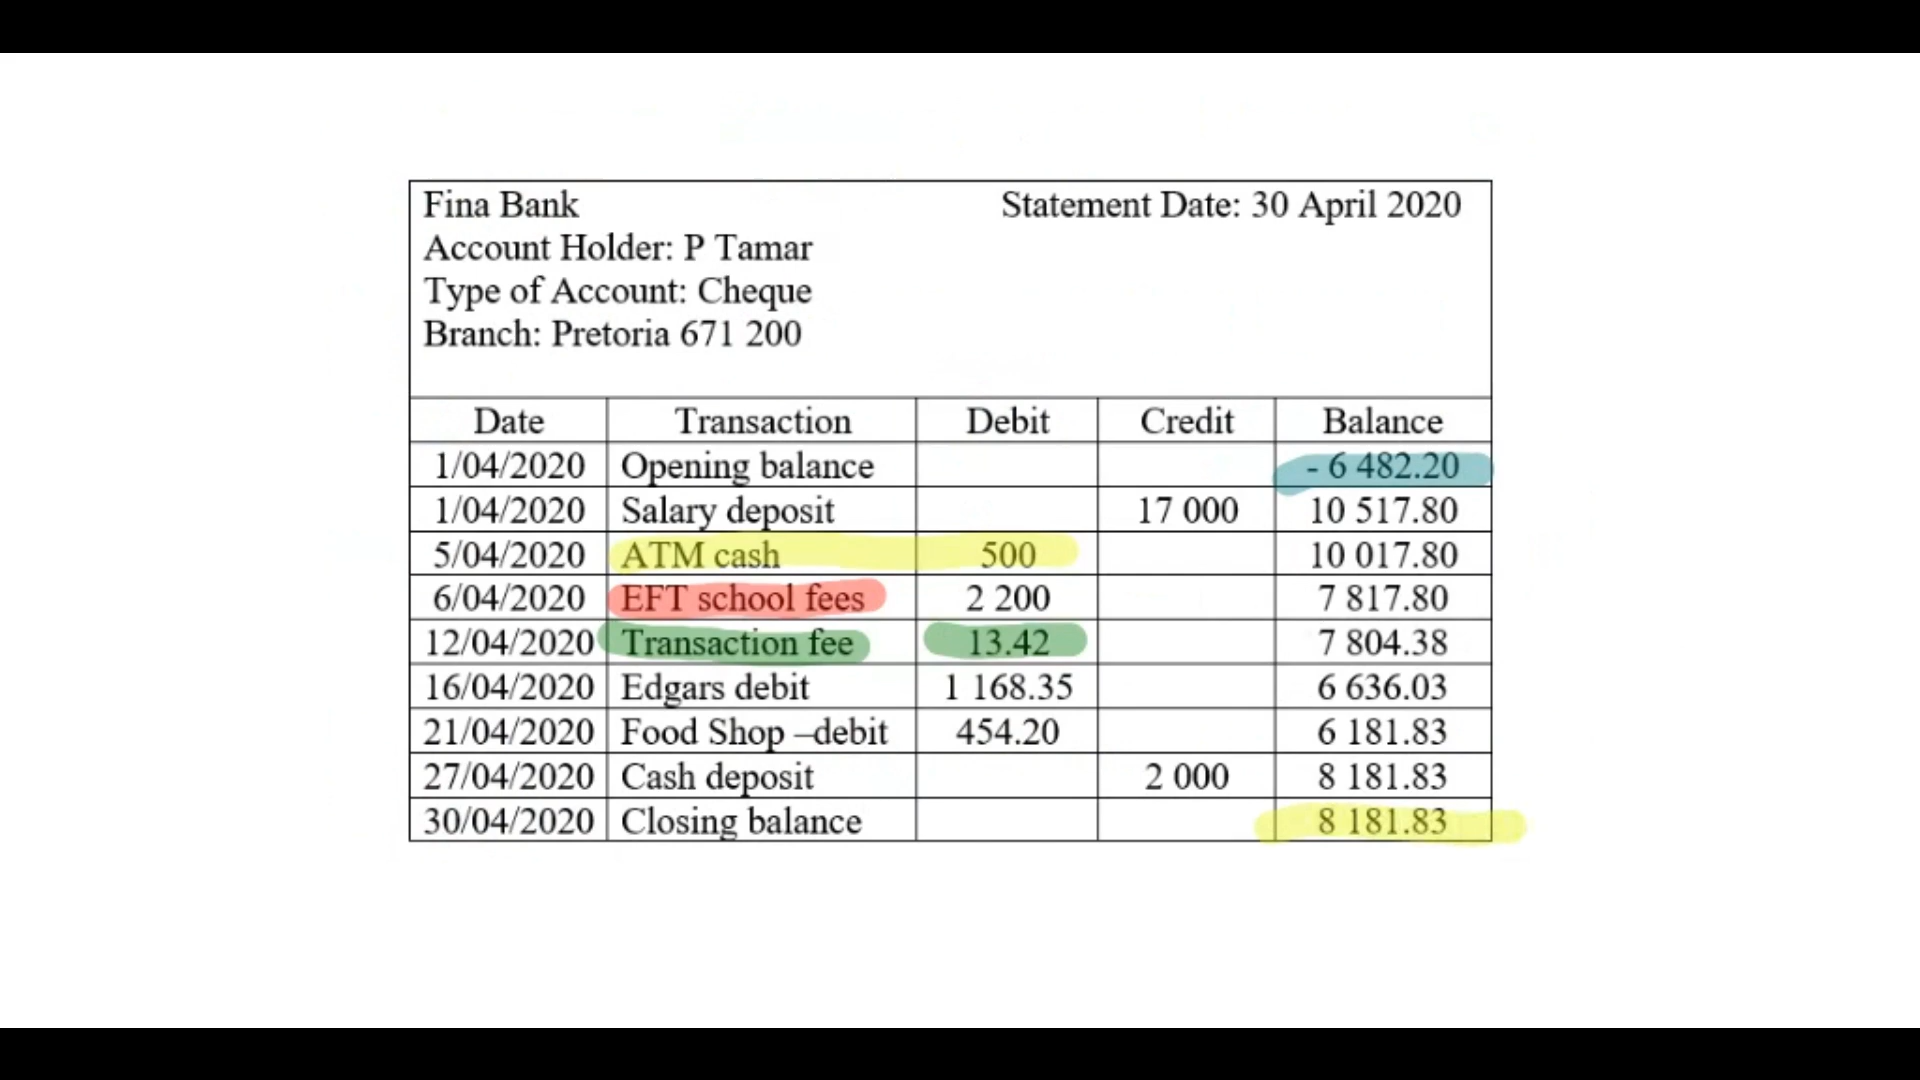 Fina Bank Statement Date: 30 April 2020
Account Holder: P Tamar
Type of Account: Cheque
Branch: Pretoria 671 200
Date Transaction Debit Credit Balance
1/04/2020 Opening balance - 6 482.20
1/04/2020 Salary deposit 17 000 10 517.80
5/04/2020 ATM cash 500 10 017.80
6/04/2020 EFT school fees 2 200 7 817.80
12/04/2020 Transaction fee 13.42 7 804.38
16/04/2020 Edgars debit 1 168.35 6 636.03
21/04/2020 Food Shop –debit 454.20 6 181.83
27/04/2020 Cash deposit 2 000 8 181.83
30/04/2020 Closing balance 8 181.83